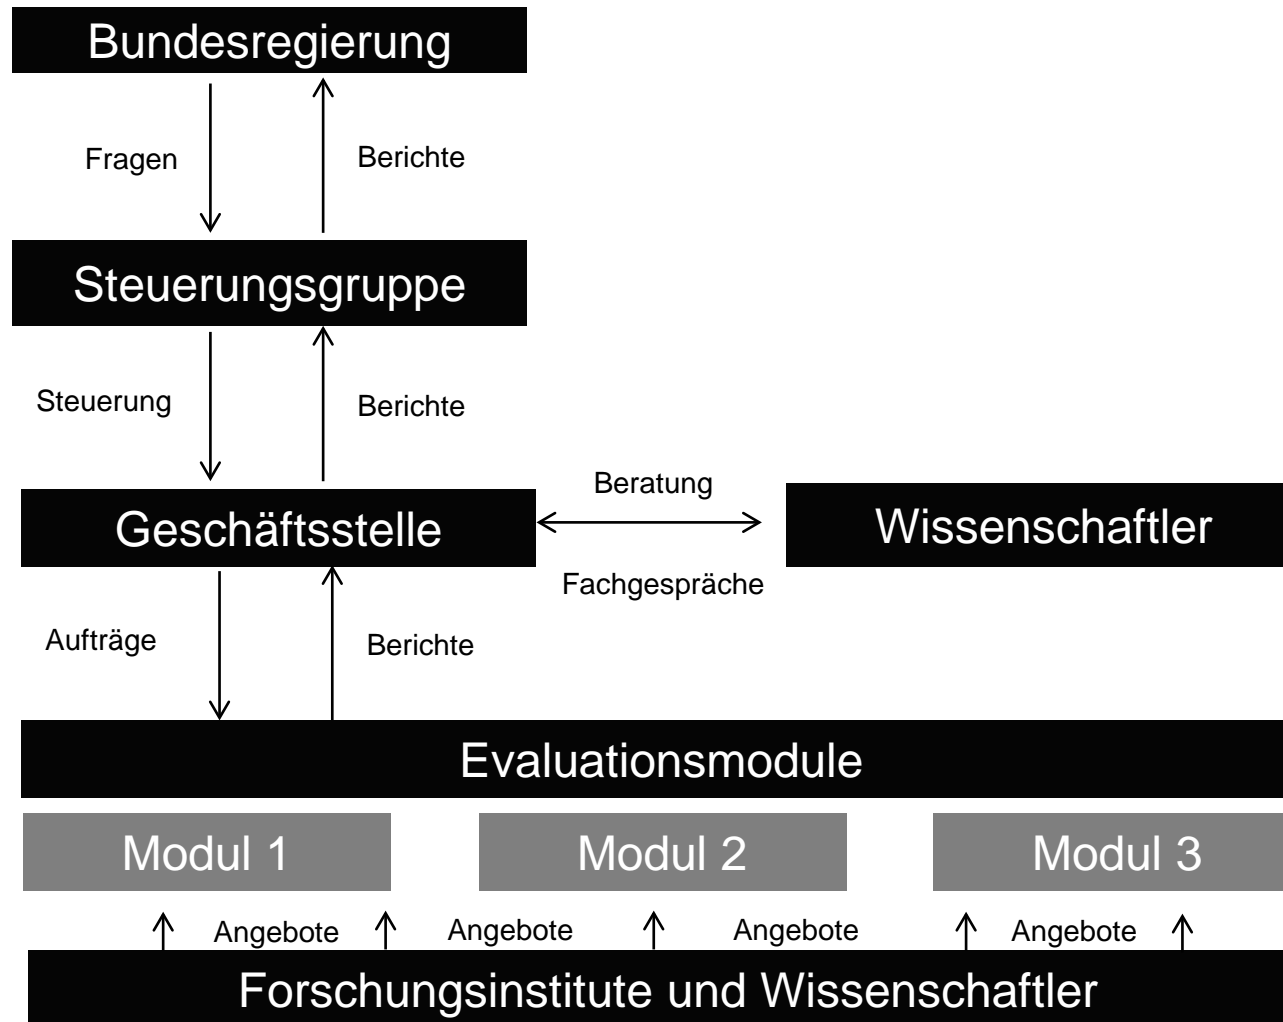 Bundesregierung
Fragen
Berichte
Steuerungsgruppe
Steuerung
Berichte
Geschäftsstelle
Beratung
Wissenschaftler
Fachgespräche
Aufträge
Berichte
Evaluationsmodule
Modul 1
Modul 2
Modul 3
Angebote
Angebote
Angebote
Angebote
Forschungsinstitute und Wissenschaftler